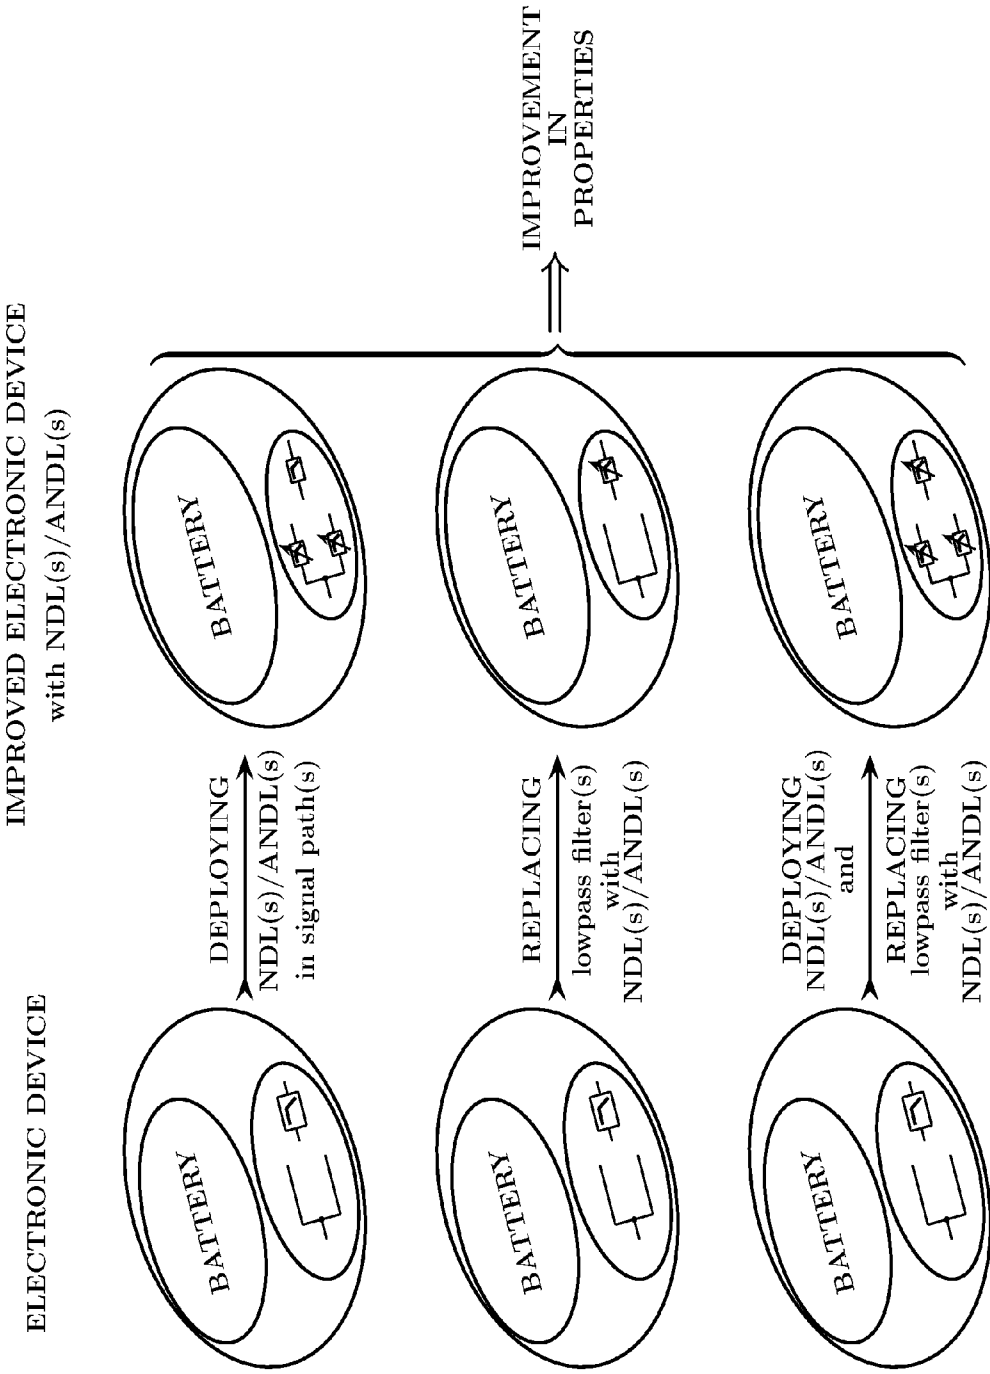 IMPROVED ELECTRONIC DEVICE
with NDL(s)/ANDL(s)
ELECTRONIC DEVICE
BATTERY
DEPLOYING
NDL(s)/ANDL(s)
in signal path(s)
BATTERY
BATTERY
REPLACING
lowpass filter(s)
with
NDL(s)/ANDL(s)
BATTERY
BATTERY
DEPLOYING
NDL(s)/ANDL(s)
and
REPLACING
lowpass filter(s)
with
NDL(s)/ANDL(s)
BATTERY
IMPROVEMENT
IN
PROPERTIES